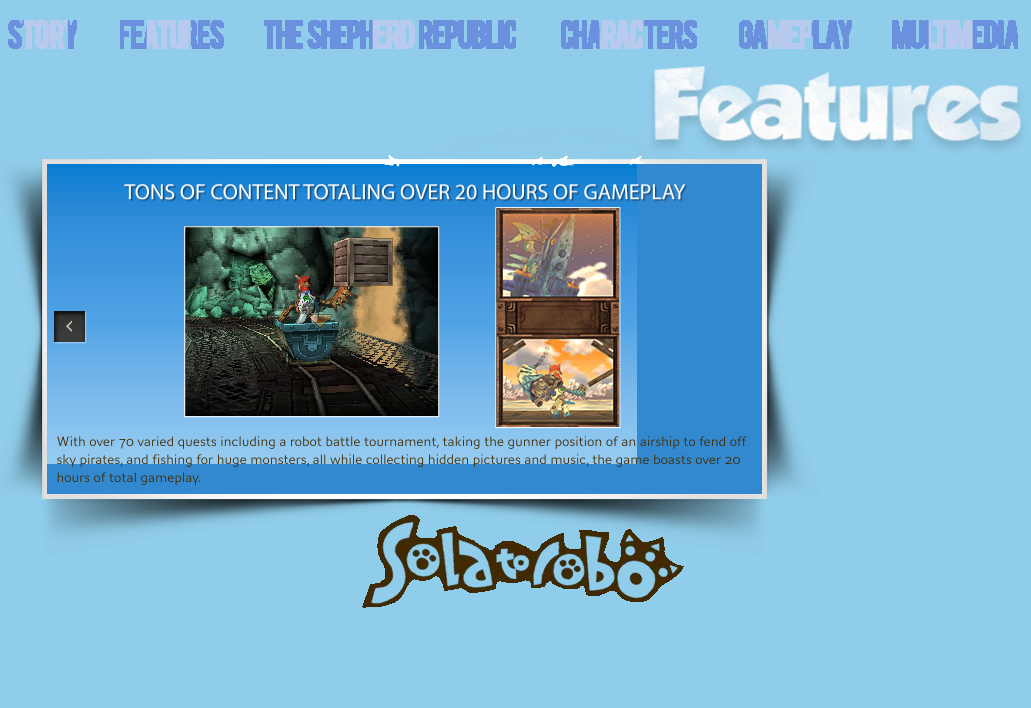 STORY FEATURES THE SHEPHERD REPUBLIC CHARACTERS GAMEPLAY MULTIMEDIA
Features
TONS OF CONTENT TOTALING OVER 20 HOURS OF GAMEPLAY
With over 70 varied quests including a robot battle tournament, taking the gunner position of an airship to fend off
sky pirates, and fishing for huge monsters, all while collecting hidden pictures and music, the game boasts over 20
hours of total gameplay.
Solatorobo